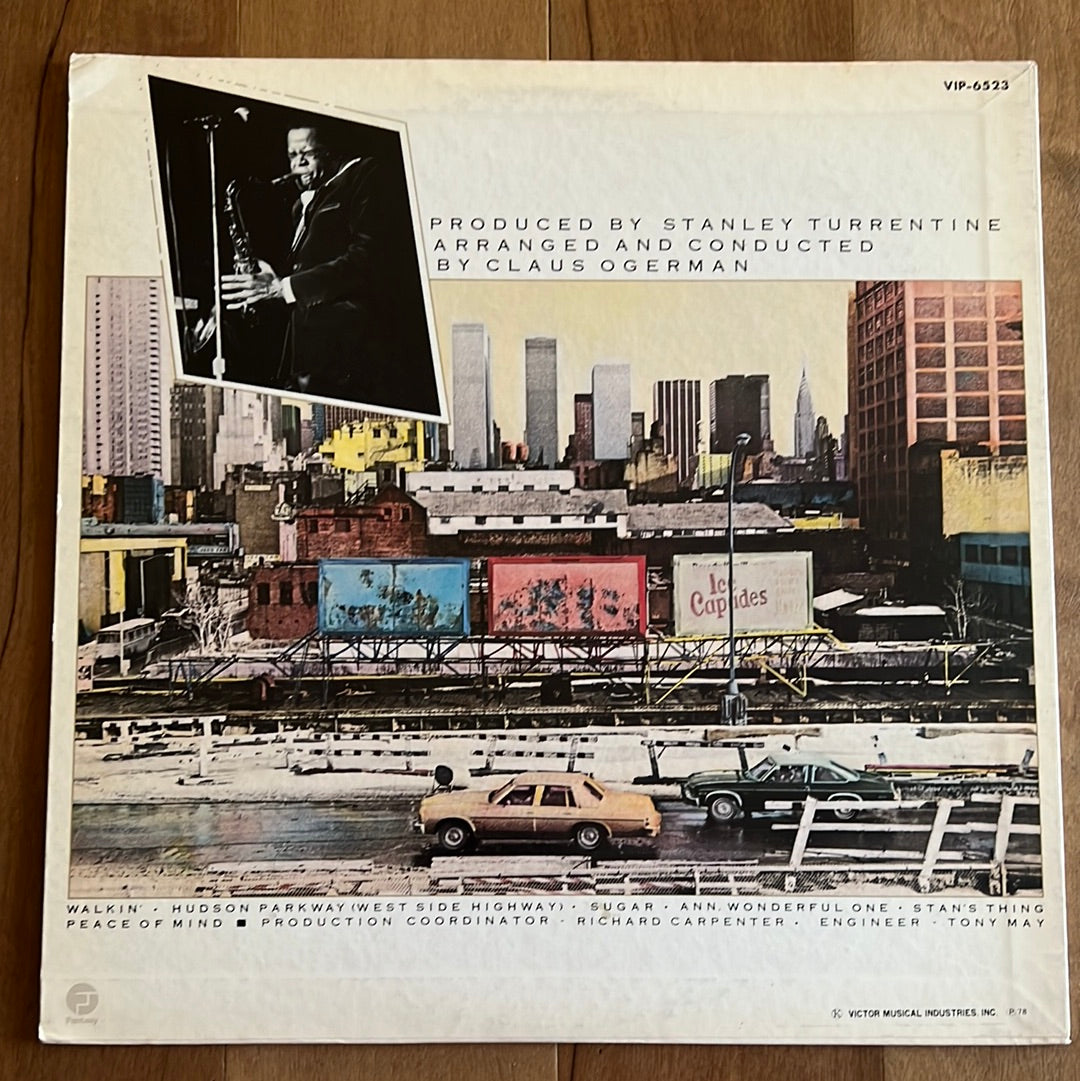 VIP-6523
PRODUCED BY STANLEY TURRENTINE
ARRANGED AND CONDUCTED
BY CLAUS OGERMAN
Ice
Capades
WALKIN' · HUDSON PARKWAY (WEST SIDE HIGHWAY) · SUGAR · ANN, WONDERFUL ONE · STAN'S THING
PEACE OF MIND ■ PRODUCTION COORDINATOR - RICHARD CARPENTER · ENGINEER - TONY MAY
Fantasy
Ⓚ VICTOR MUSICAL INDUSTRIES, INC. P.'78